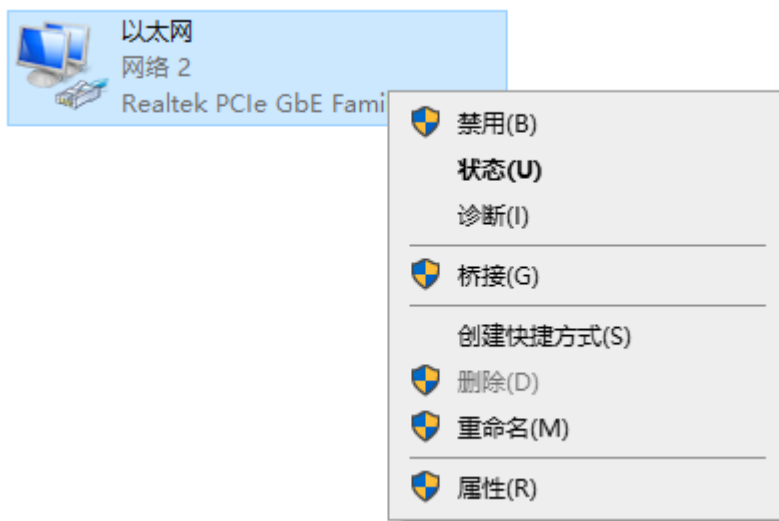 以太网
网络 2
Realtek PCIe GbE Fami
禁用(B)
状态(U)
诊断(I)
桥接(G)
创建快捷方式(S)
删除(D)
重命名(M)
属性(R)